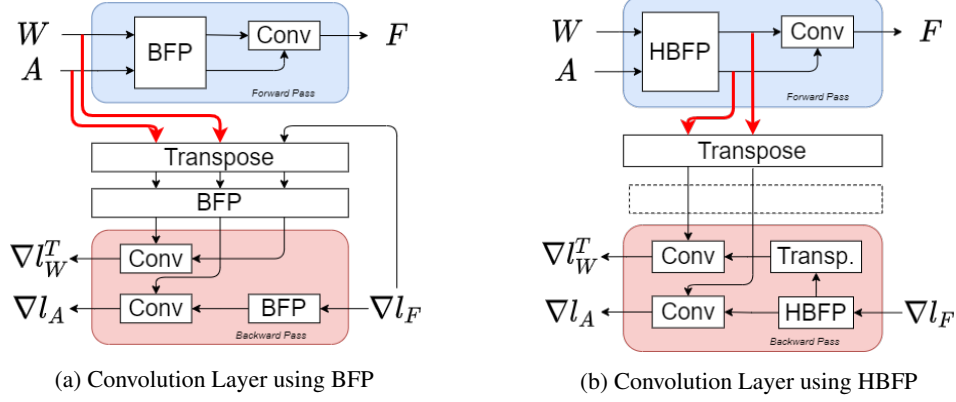 W
A
BFP
Conv
F
Forward Pass
Transpose
BFP
∇l_W^T
Conv
∇l_A
Conv
BFP
∇l_F
Backward Pass
(a) Convolution Layer using BFP
W
A
HBFP
Conv
F
Forward Pass
Transpose
∇l_W^T
Conv
Transp.
∇l_A
Conv
HBFP
∇l_F
Backward Pass
(b) Convolution Layer using HBFP